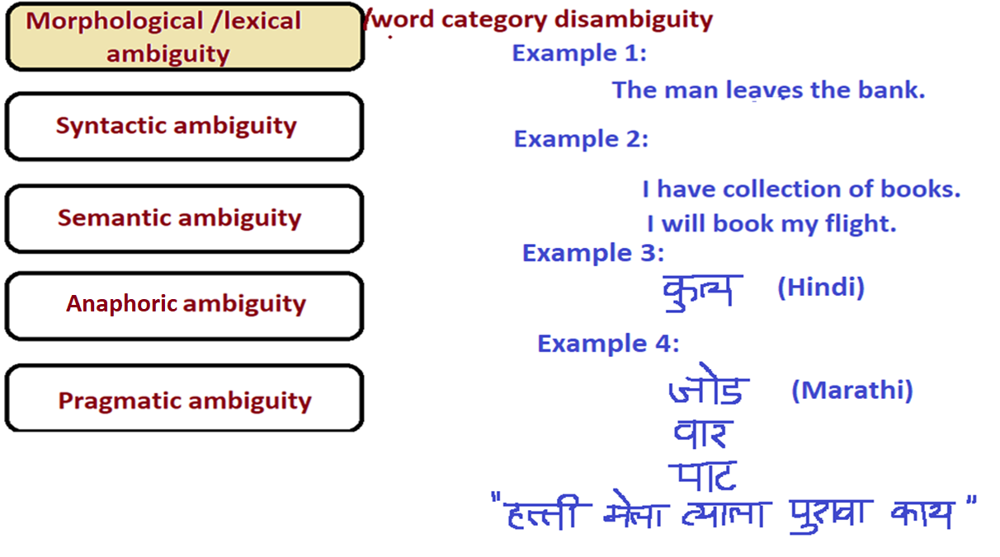 Morphological /lexical
ambiguity
/word category disambiguity
Syntactic ambiguity
Semantic ambiguity
Anaphoric ambiguity
Pragmatic ambiguity
Example 1:
The man leaves the bank.
Example 2:
I have collection of books.
I will book my flight.
Example 3:
(Hindi)
Example 4:
जोड (Marathi)
वार
पाट
"हत्ती मेला त्याला पुरावा काय"